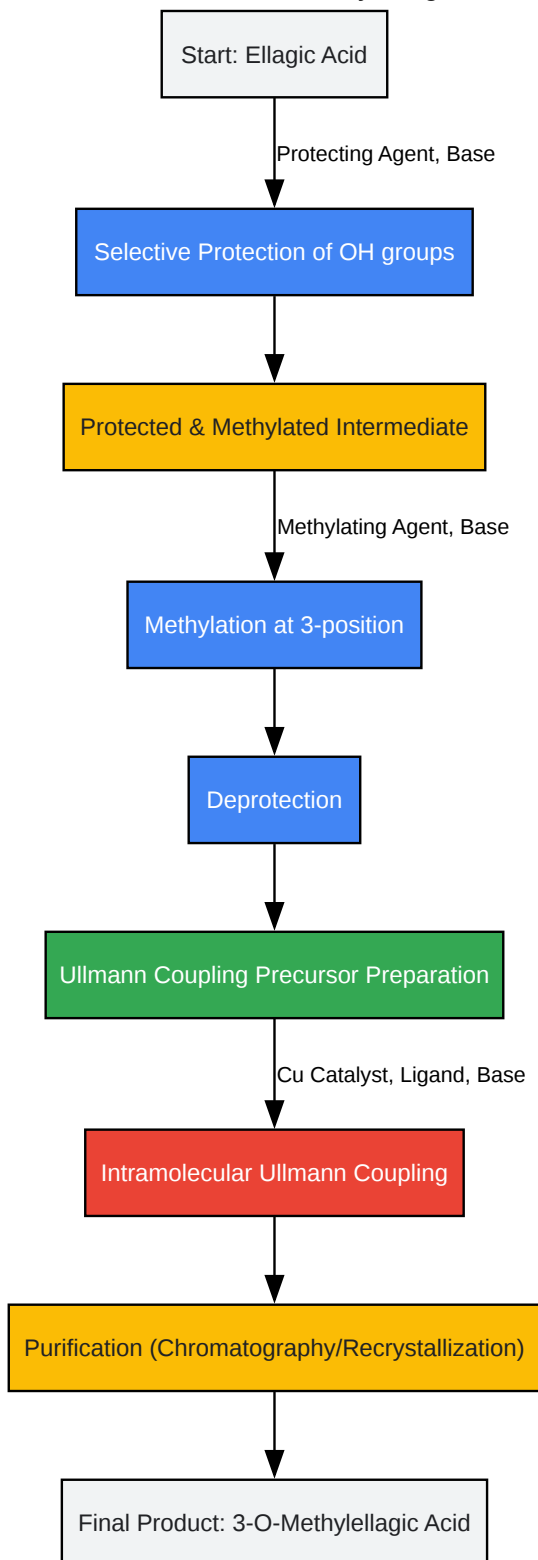 Start: Ellagic Acid
Protecting Agent, Base
Selective Protection of OH groups
Protected & Methylated Intermediate
Methylating Agent, Base
Methylation at 3-position
Deprotection
Ullmann Coupling Precursor Preparation
Cu Catalyst, Ligand, Base
Intramolecular Ullmann Coupling
Purification (Chromatography/Recrystallization)
Final Product: 3-O-Methylellagic Acid